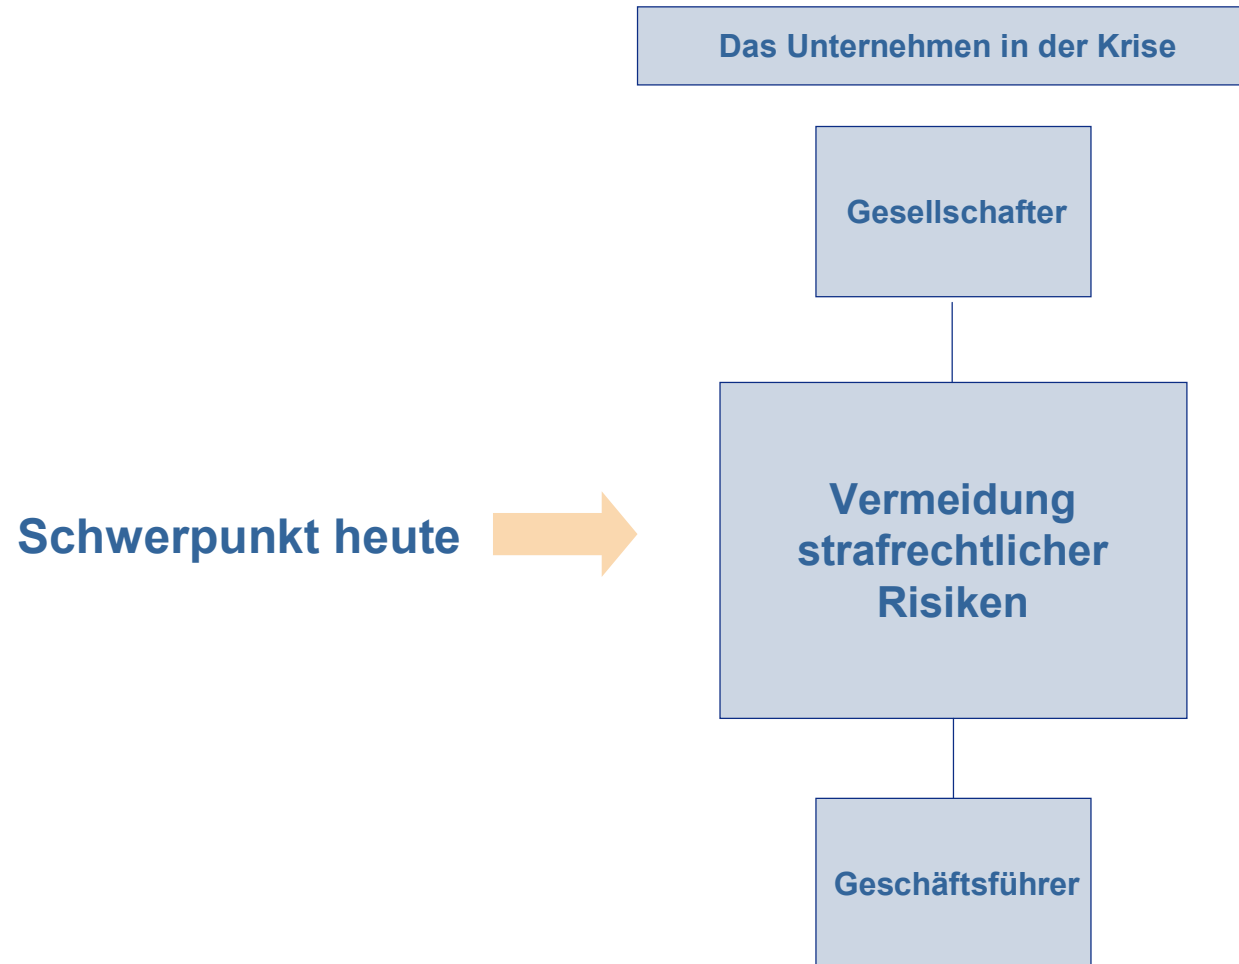 Das Unternehmen in der Krise
Gesellschafter
Schwerpunkt heute
Vermeidung
strafrechtlicher
Risiken
Geschäftsführer